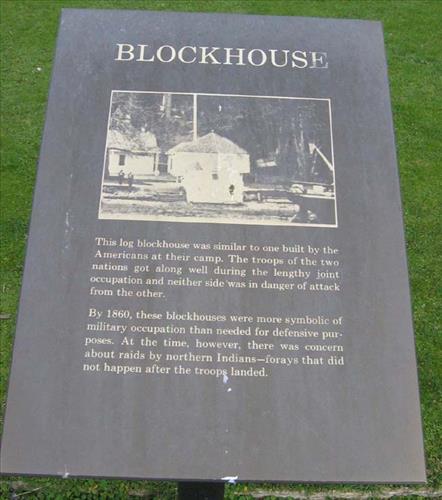 BLOCKHOUSE
This log blockhouse was similar to one built by the
Americans at their camp. The troops of the two
nations got along well during the lengthy joint
occupation and neither side was in danger of attack
from the other.
By 1860, these blockhouses were more symbolic of
military occupation than needed for defensive pur-
poses. At the time, however, there was concern
about raids by northern Indians—forays that did
not happen after the troops landed.